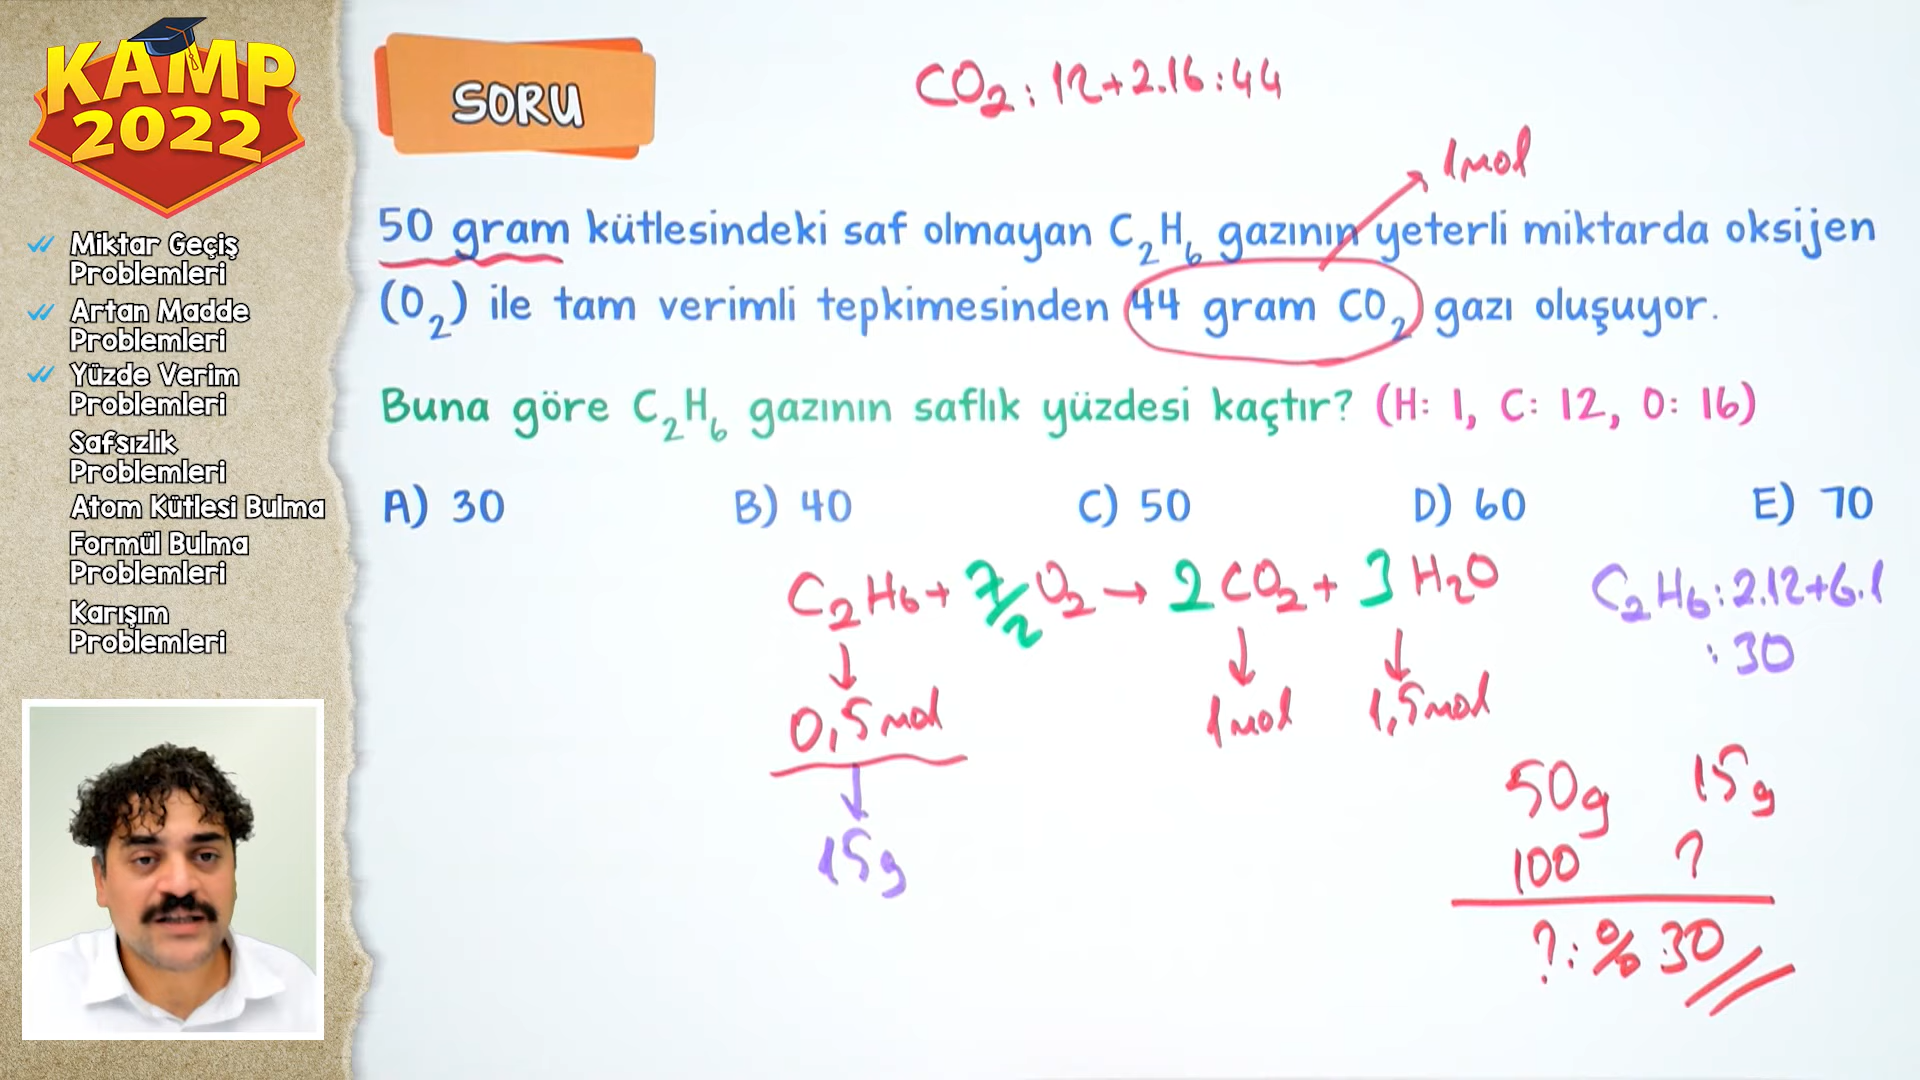 KAMP
2022
Miktar Geçiş
Problemleri
Artan Madde
Problemleri
Yüzde Verim
Problemleri
Safsızlık
Problemleri
Atom Kütlesi Bulma
Formül Bulma
Problemleri
Karışım
Problemleri
SORU
CO₂ : 12+2.16 : 44
1mol
50 gram kütlesindeki saf olmayan C₂H₆ gazının yeterli miktarda oksijen
(O₂) ile tam verimli tepkimesinden 44 gram CO₂ gazı oluşuyor.
Buna göre C₂H₆ gazının saflık yüzdesi kaçtır? (H: 1, C: 12, O: 16)
A) 30 B) 40 C) 50 D) 60 E) 70
C₂H₆ + 7/2 O₂ → 2 CO₂ + 3 H₂O
0,5mol 1mol 1,5mol
15g
C₂H₆ : 2.12+6.1
: 30
50g 15g
100 ?
? : % 30